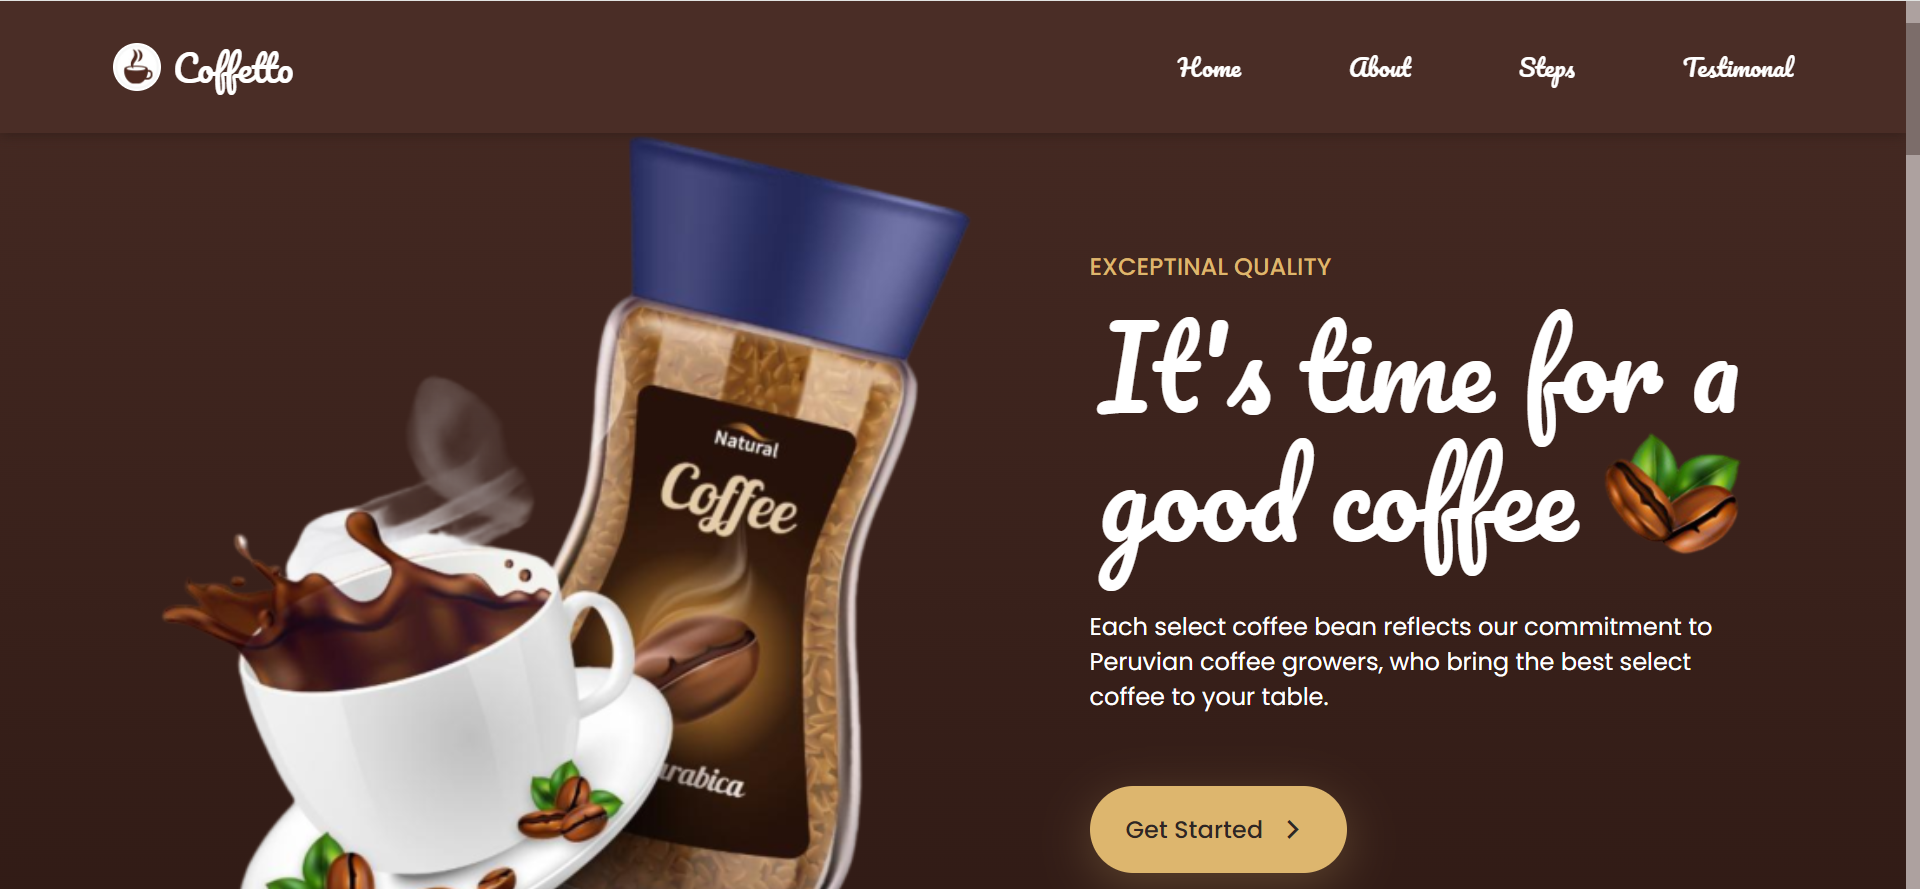 Coffetto
Home
About
Steps
Testimonal
EXCEPTINAL QUALITY
It's time for a
good coffee
Each select coffee bean reflects our commitment to
Peruvian coffee growers, who bring the best select
coffee to your table.
Get Started
Natural
Coffee
arabica